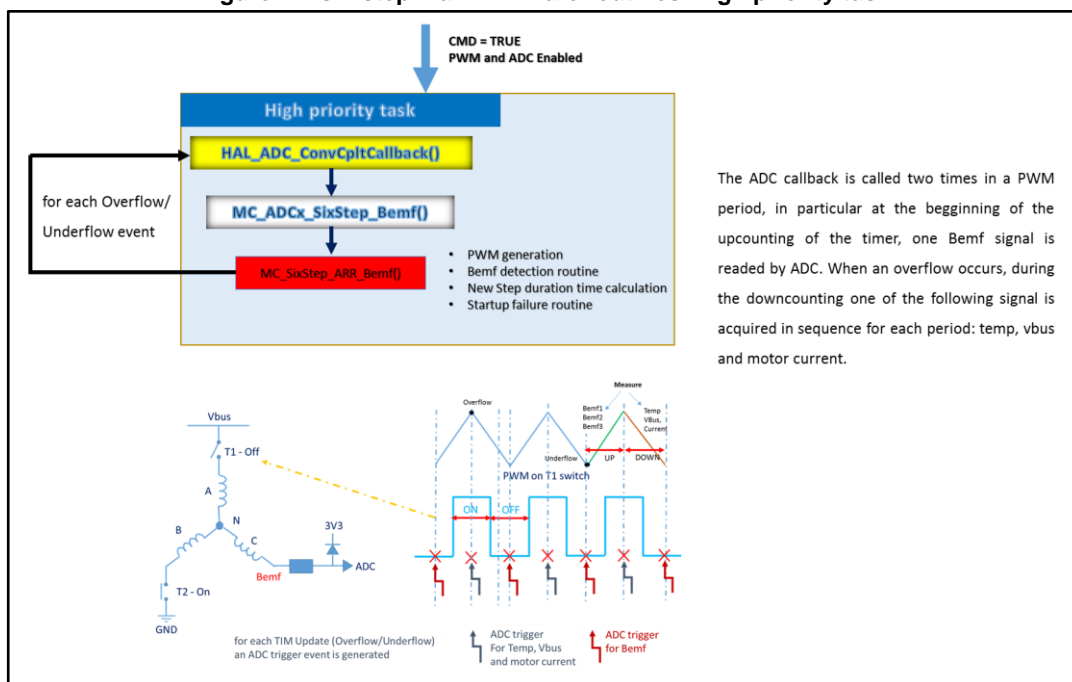 CMD = TRUE
PWM and ADC Enabled
High priority task
HAL_ADC_ConvCpltCallback()
MC_ADCx_SixStep_Bemf()
MC_SixStep_ARR_Bemf()
for each Overflow/
Underflow event
• PWM generation
• Bemf detection routine
• New Step duration time calculation
• Startup failure routine
The ADC callback is called two times in a PWM
period, in particular at the begginning of the
upcounting of the timer, one Bemf signal is
readed by ADC. When an overflow occurs, during
the downcounting one of the following signal is
acquired in sequence for each period: temp, vbus
and motor current.
Vbus
T1 - Off
A
N
B
C
3V3
ADC
Bemf
T2 - On
GND
Measure
Overflow
Bemf1
Bemf2
Bemf3
Temp
VBus,
Current
Underflow
UP
DOWN
PWM on T1 switch
ON
OFF
for each TIM Update (Overflow/Underflow)
an ADC trigger event is generated
ADC trigger
For Temp, Vbus
and motor current
ADC trigger
for Bemf